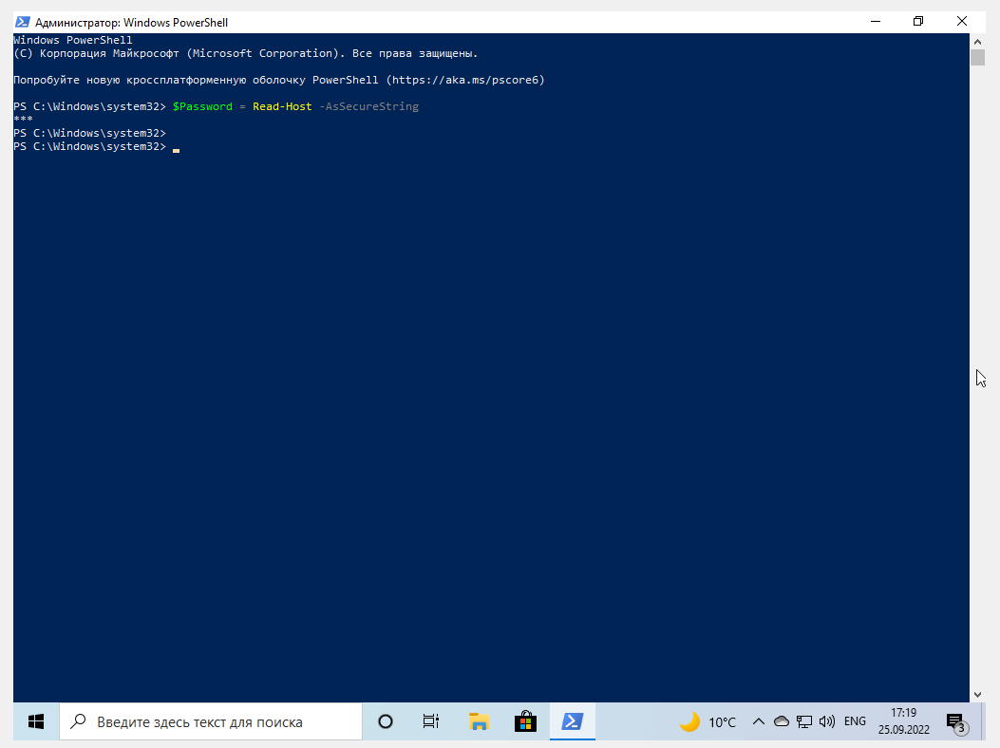 Администратор: Windows PowerShell
Windows PowerShell
(C) Корпорация Майкрософт (Microsoft Corporation). Все права защищены.
Попробуйте новую кроссплатформенную оболочку PowerShell (https://aka.ms/pscore6)
PS C:\Windows\system32> $Password = Read-Host -AsSecureString
***
PS C:\Windows\system32>
PS C:\Windows\system32>
Введите здесь текст для поиска
10°C
ENG
17:19
25.09.2022
3